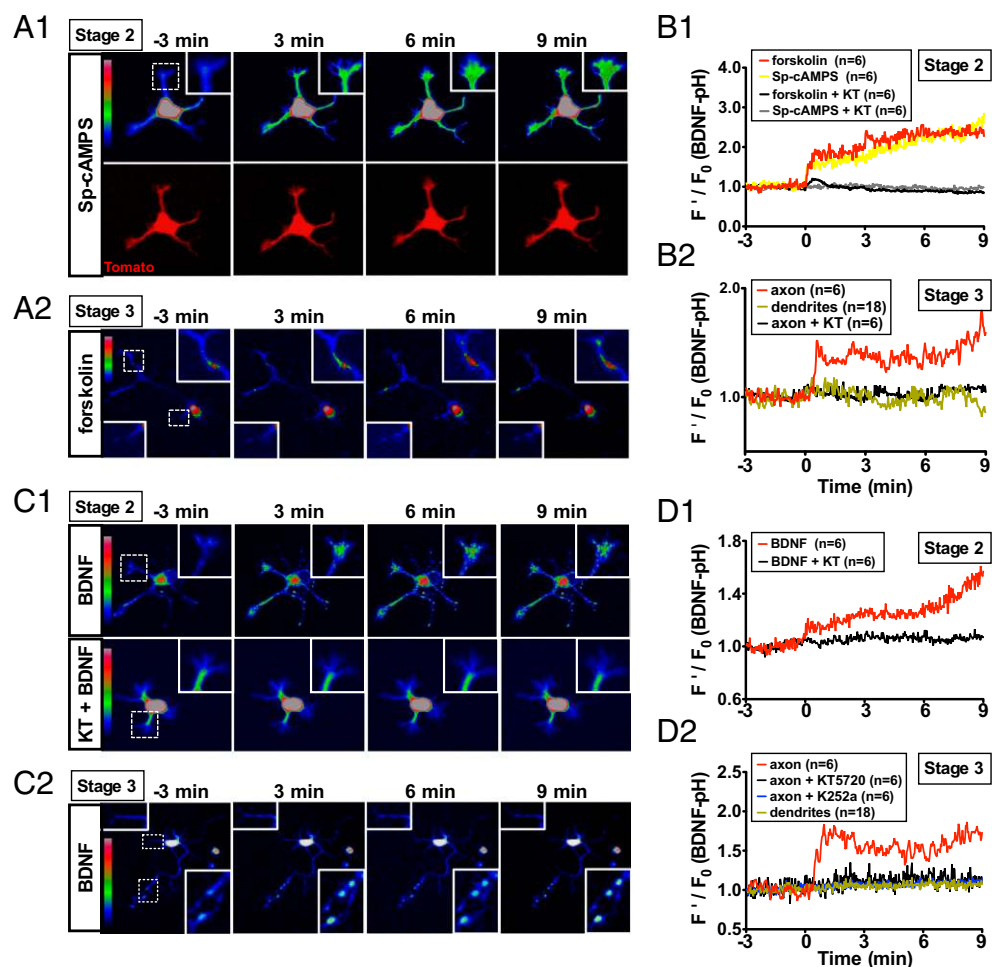 A1
Stage 2
-3 min 3 min 6 min 9 min
Sp-cAMPS
Tomato
A2
Stage 3
-3 min 3 min 6 min 9 min
forskolin
C1
Stage 2
-3 min 3 min 6 min 9 min
BDNF
KT + BDNF
C2
Stage 3
-3 min 3 min 6 min 9 min
BDNF
B1
forskolin (n=6)
Sp-cAMPS (n=6)
forskolin + KT (n=6)
Sp-cAMPS + KT (n=6)
Stage 2
F ' / F0 (BDNF-pH)
4.0
3.0
2.0
1.0
0.0
-3 0 3 6 9
B2
axon (n=6)
dendrites (n=18)
axon + KT (n=6)
Stage 3
F ' / F0 (BDNF-pH)
2.0
1.0
-3 0 3 6 9
Time (min)
D1
BDNF (n=6)
BDNF + KT (n=6)
Stage 2
F ' / F0 (BDNF-pH)
1.8
1.4
1.0
0.6
-3 0 3 6 9
D2
axon (n=6)
axon + KT5720 (n=6)
axon + K252a (n=6)
dendrites (n=18)
Stage 3
F ' / F0 (BDNF-pH)
2.5
2.0
1.5
1.0
0.5
-3 0 3 6 9
Time (min)